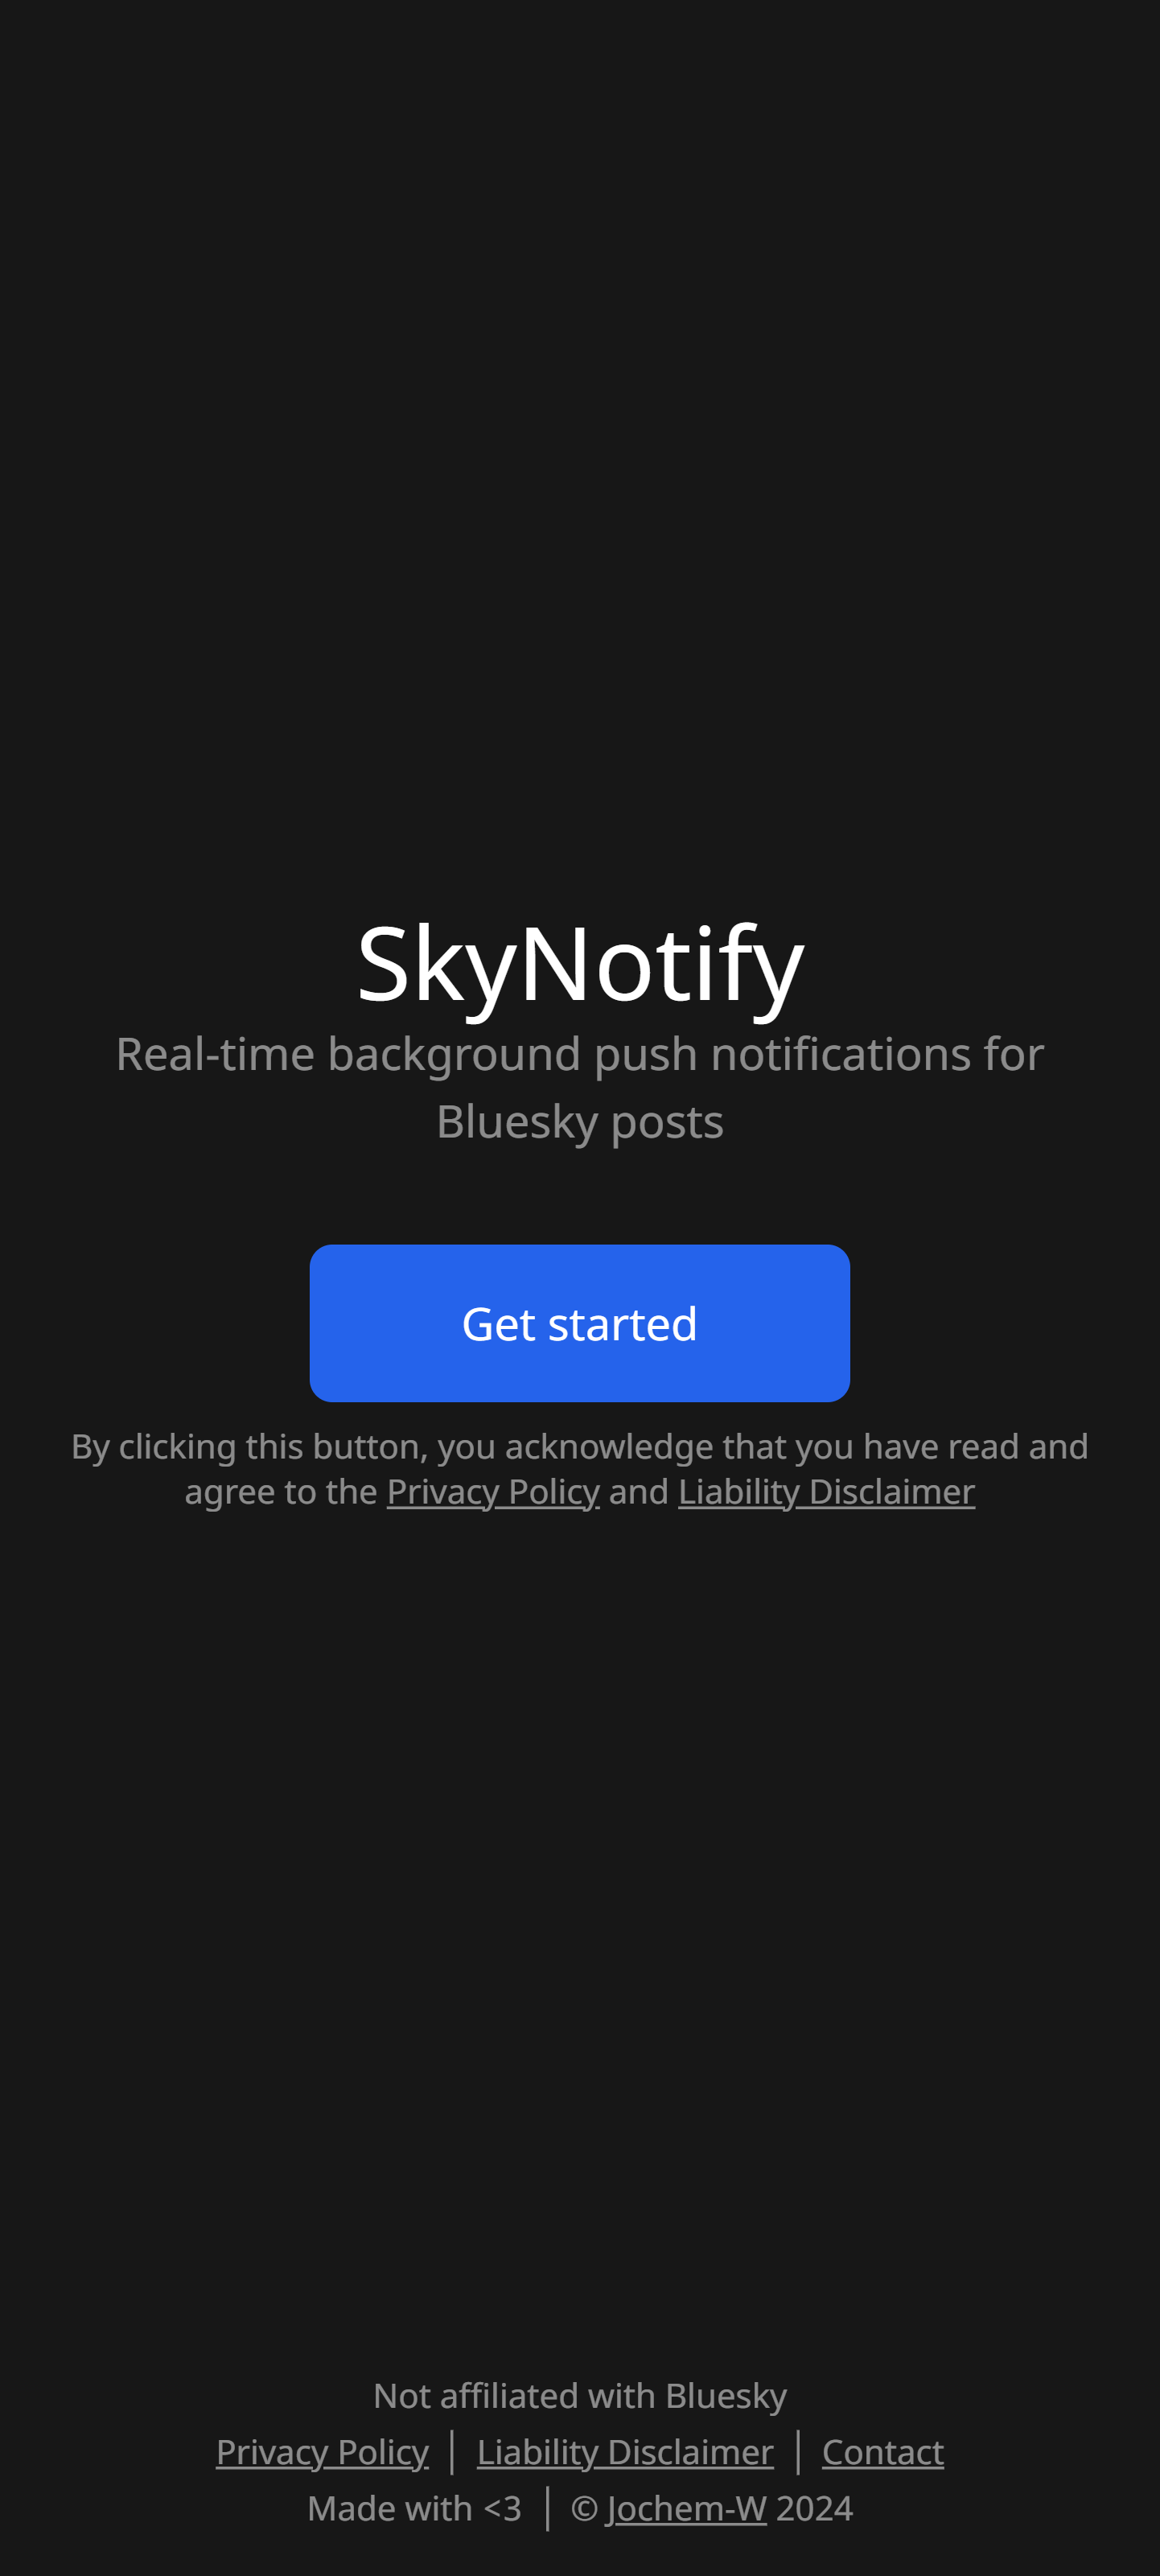 SkyNotify
Real-time background push notifications for
Bluesky posts
Get started
By clicking this button, you acknowledge that you have read and
agree to the Privacy Policy and Liability Disclaimer
Not affiliated with Bluesky
Privacy Policy | Liability Disclaimer | Contact
Made with <3 | © Jochem-W 2024